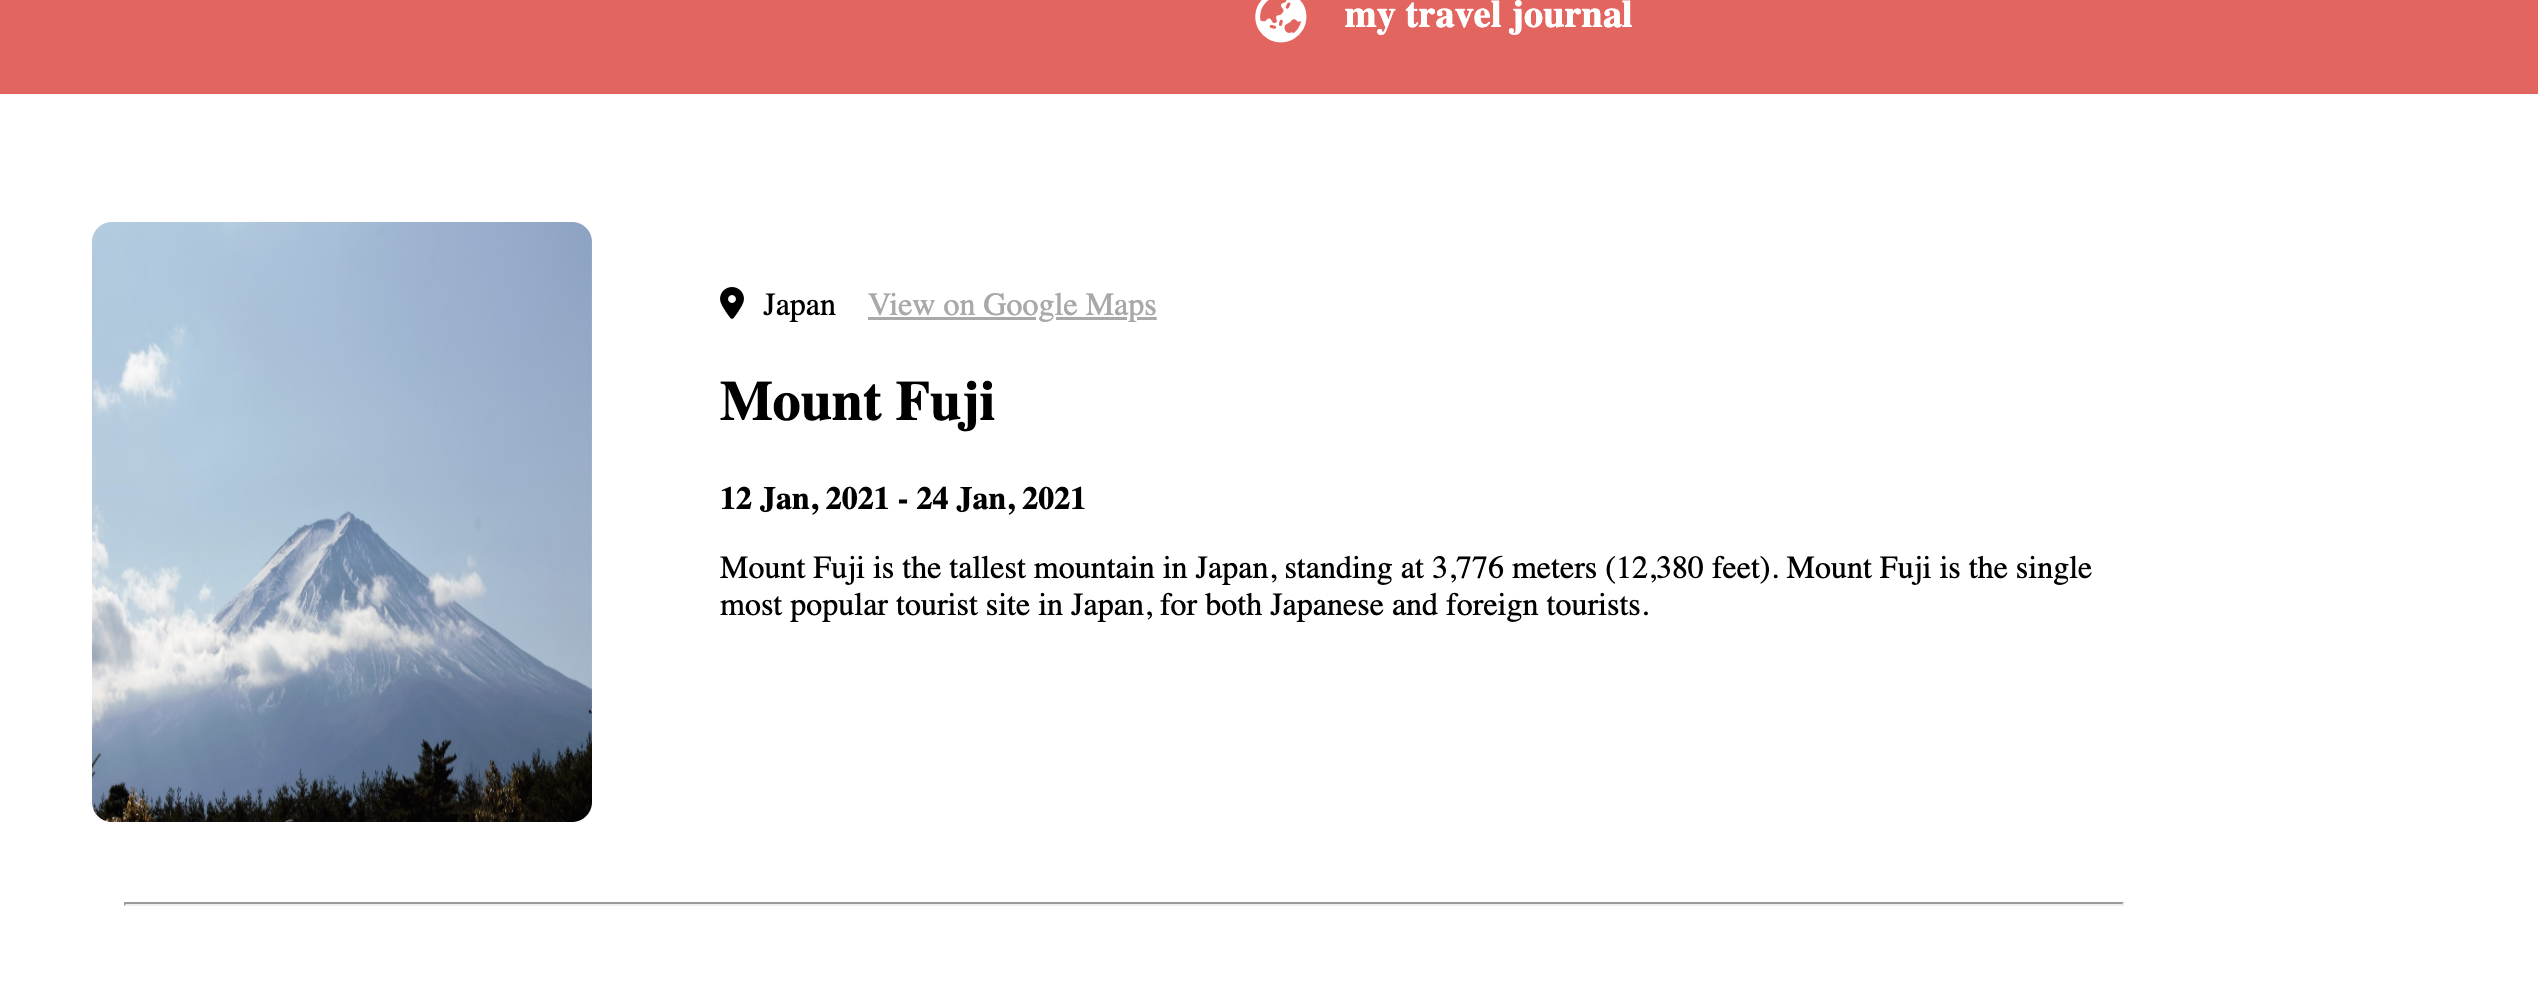 my travel journal
Japan View on Google Maps
Mount Fuji
12 Jan, 2021 - 24 Jan, 2021
Mount Fuji is the tallest mountain in Japan, standing at 3,776 meters (12,380 feet). Mount Fuji is the single
most popular tourist site in Japan, for both Japanese and foreign tourists.